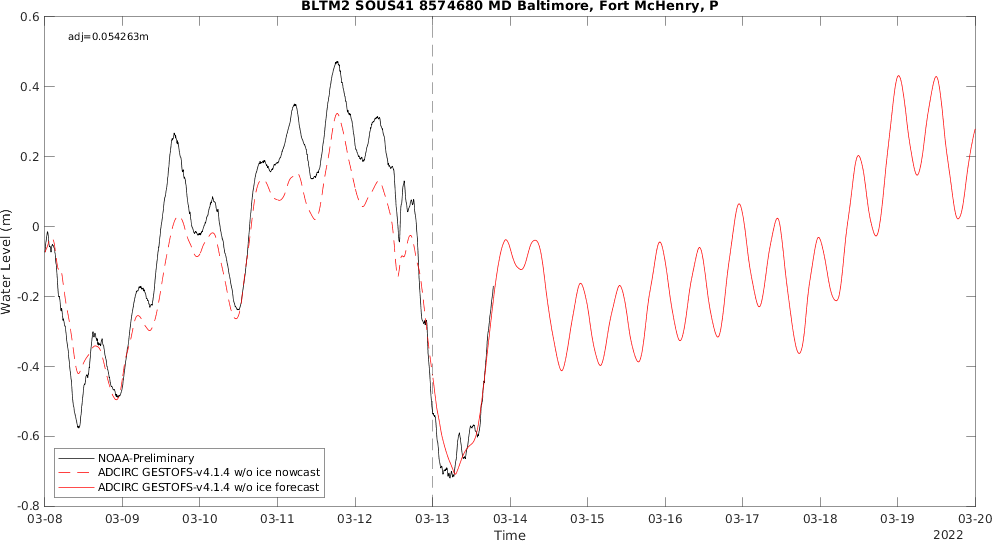 BLTM2 SOUS41 8574680 MD Baltimore, Fort McHenry, P
adj=0.054263m
0.6
0.4
0.2
0
-0.2
-0.4
-0.6
-0.8
Water Level (m)
NOAA-Preliminary
ADCIRC GESTOFS-v4.1.4 w/o ice nowcast
ADCIRC GESTOFS-v4.1.4 w/o ice forecast
03-08 03-09 03-10 03-11 03-12 03-13 03-14 03-15 03-16 03-17 03-18 03-19 03-20
Time
2022